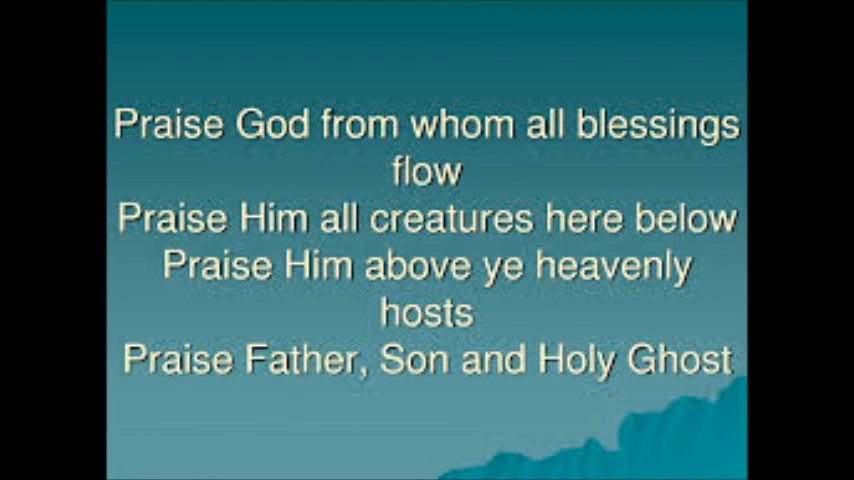 Praise God from whom all blessings
flow
Praise Him all creatures here below
Praise Him above ye heavenly
hosts
Praise Father, Son and Holy Ghost